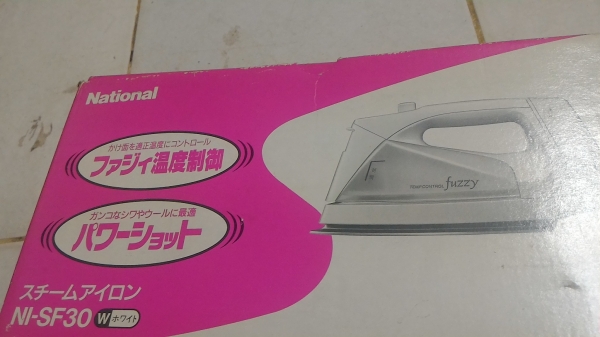 National
かけ面を適正温度にコントロール
ファジィ温度制御
ガンコなシワやウールに最適
パワーショット
スチームアイロン
NI-SF30 W ホワイト
fuzzy